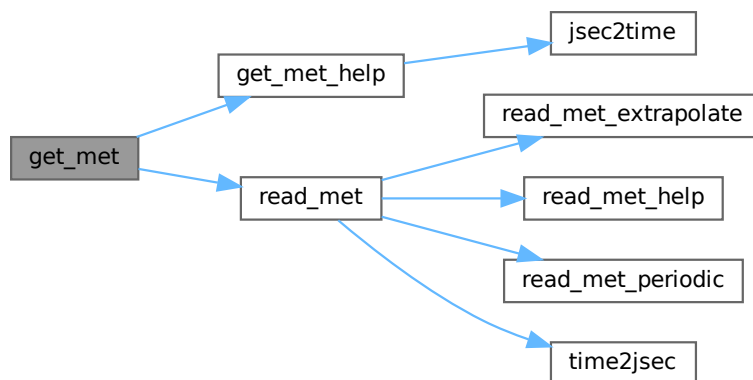 get_met
get_met_help
jsec2time
read_met
read_met_extrapolate
read_met_help
read_met_periodic
time2jsec